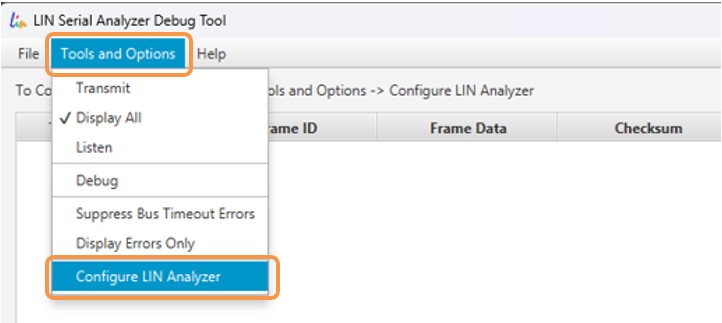 LIN Serial Analyzer Debug Tool
File Tools and Options Help
Transmit
To Co ols and Options -> Configure LIN Analyzer
✓ Display All
rame ID Frame Data Checksum
Listen
Debug
Suppress Bus Timeout Errors
Display Errors Only
Configure LIN Analyzer